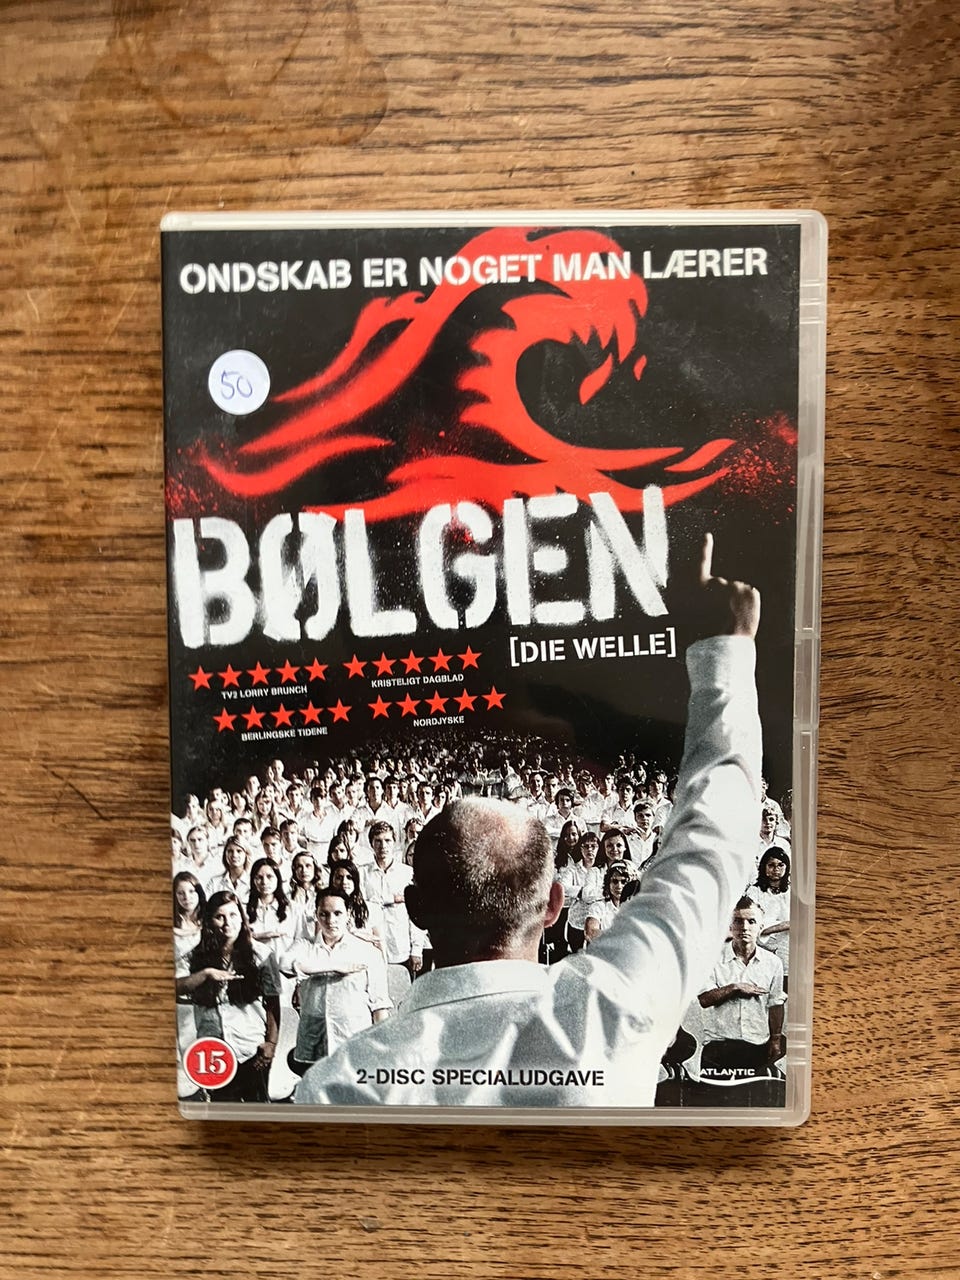 ONDSKAB ER NOGET MAN LÆRER
50
BØLGEN
[DIE WELLE]
TV2 LORRY BRUNCH
KRISTELIGT DAGBLAD
BERLINGSKE TIDENE
NORDJYSKE
15
2-DISC SPECIALUDGAVE
ATLANTIC